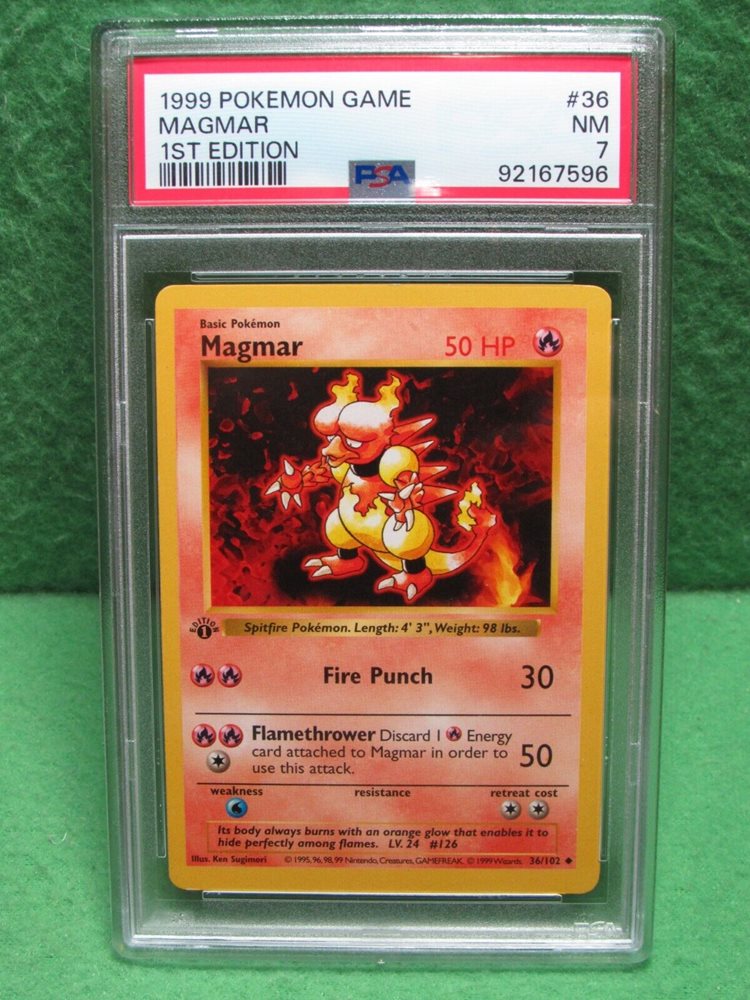 1999 POKEMON GAME #36
MAGMAR NM
1ST EDITION 7
PSA 92167596
Basic Pokémon
Magmar 50 HP
EDITION 1
Spitfire Pokémon. Length: 4' 3", Weight: 98 lbs.
Fire Punch 30
Flamethrower Discard 1 Energy
card attached to Magmar in order to
use this attack. 50
weakness resistance retreat cost
Its body always burns with an orange glow that enables it to
hide perfectly among flames. LV. 24 #126
Illus. Ken Sugimori © 1995, 96, 98, 99 Nintendo, Creatures, GAMEFREAK. © 1999 Wizards. 36/102
PSA